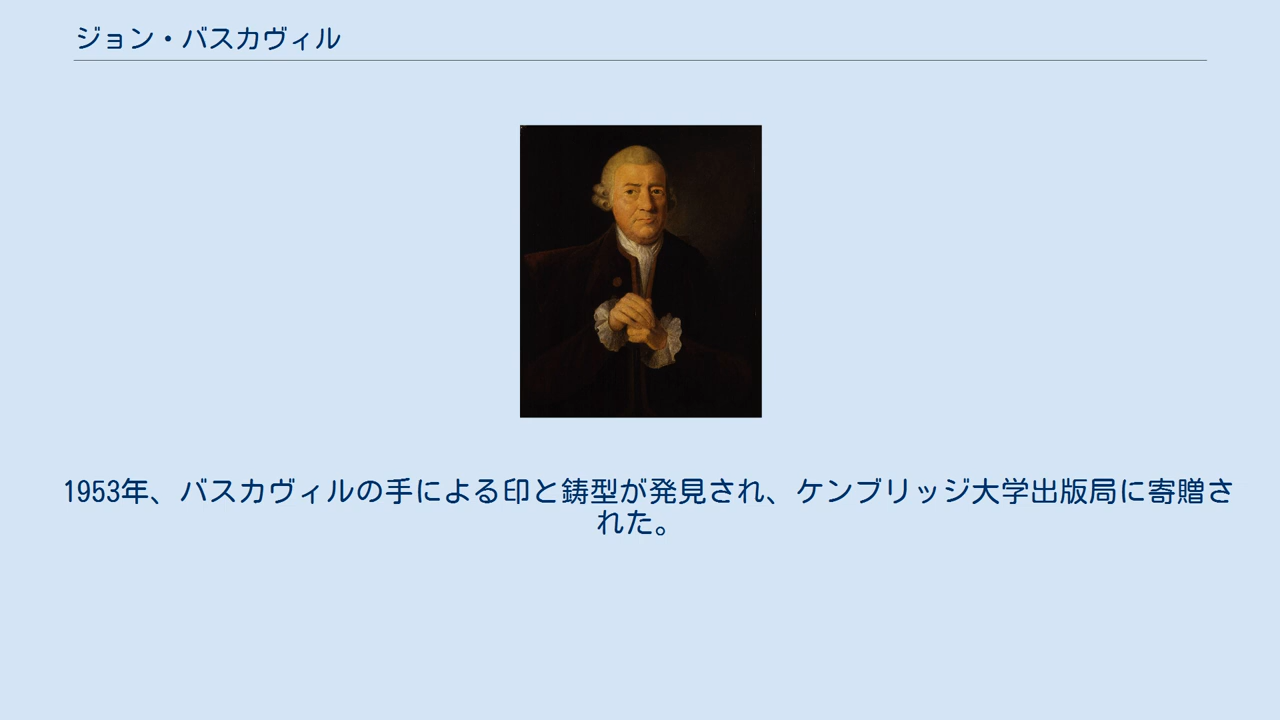 ジョン・バスカヴィル
1953年、バスカヴィルの手による印と鋳型が発見され、ケンブリッジ大学出版局に寄贈さ
れた。